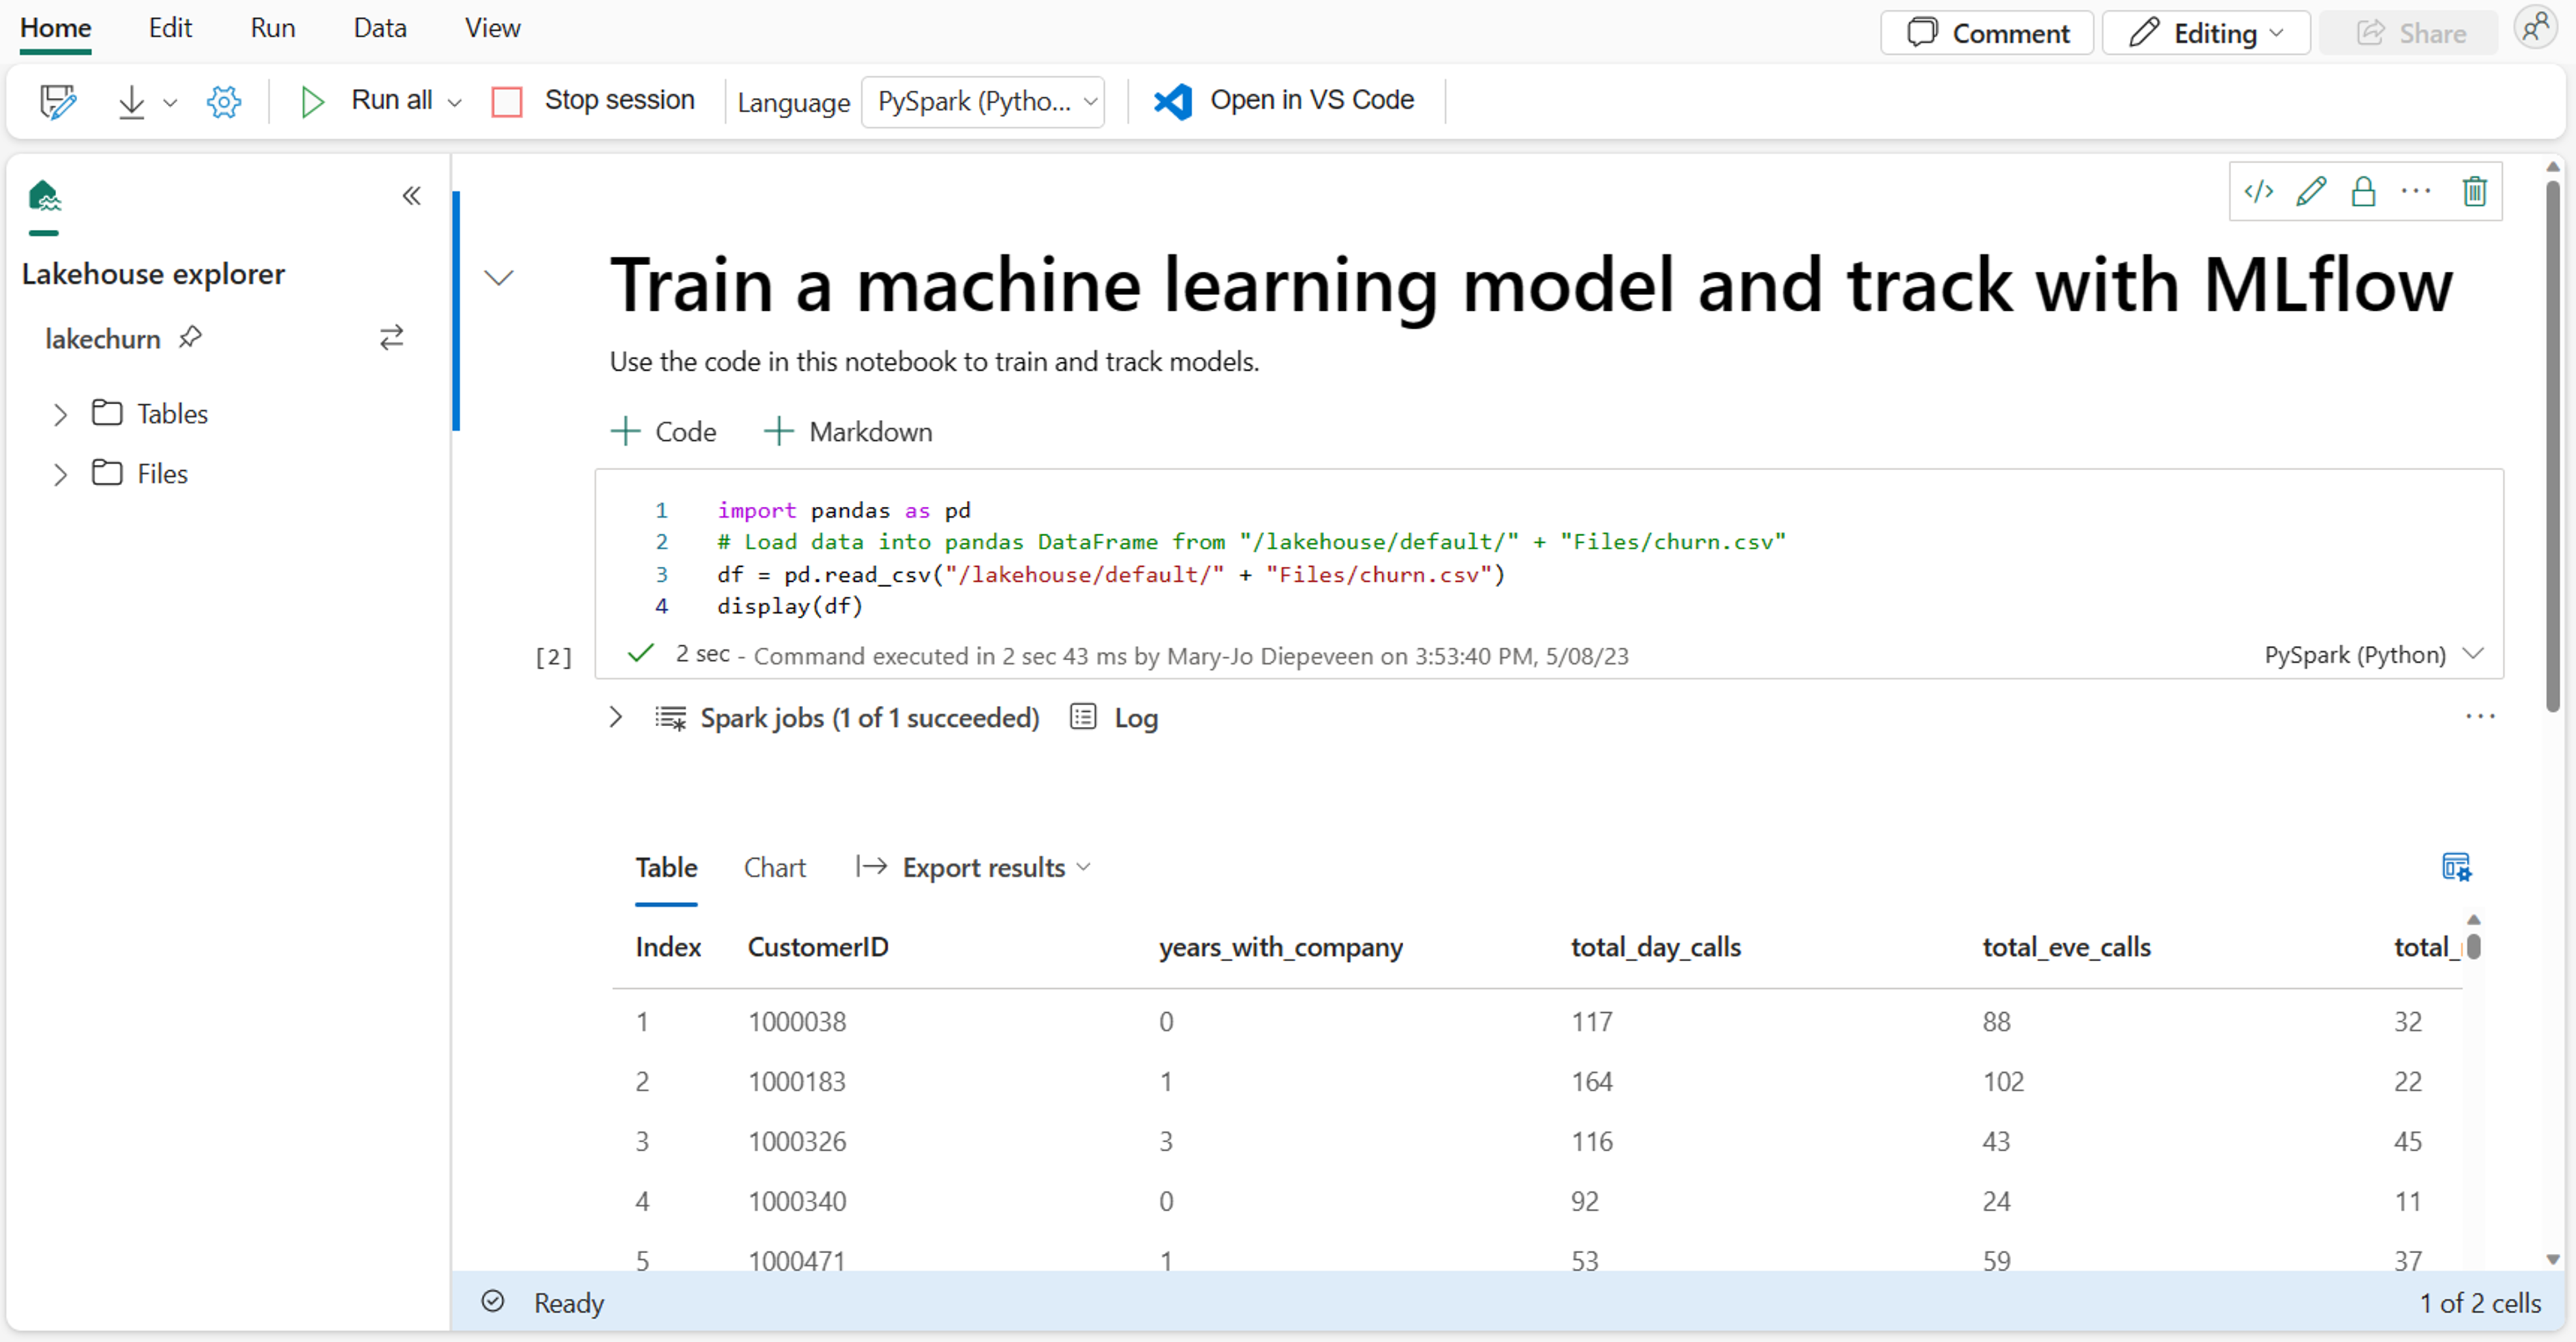 Home Edit Run Data View Comment Editing Share
Run all Stop session Language PySpark (Pytho... Open in VS Code
Lakehouse explorer
lakechurn
Tables
Files
Train a machine learning model and track with MLflow
Use the code in this notebook to train and track models.
Code Markdown
1 import pandas as pd
2 # Load data into pandas DataFrame from "/lakehouse/default/" + "Files/churn.csv"
3 df = pd.read_csv("/lakehouse/default/" + "Files/churn.csv")
4 display(df)
[2] 2 sec - Command executed in 2 sec 43 ms by Mary-Jo Diepeveen on 3:53:40 PM, 5/08/23 PySpark (Python)
Spark jobs (1 of 1 succeeded) Log
Table Chart Export results
Index CustomerID years_with_company total_day_calls total_eve_calls total_
1 1000038 0 117 88 32
2 1000183 1 164 102 22
3 1000326 3 116 43 45
4 1000340 0 92 24 11
5 1000471 1 53 59 37
Ready 1 of 2 cells